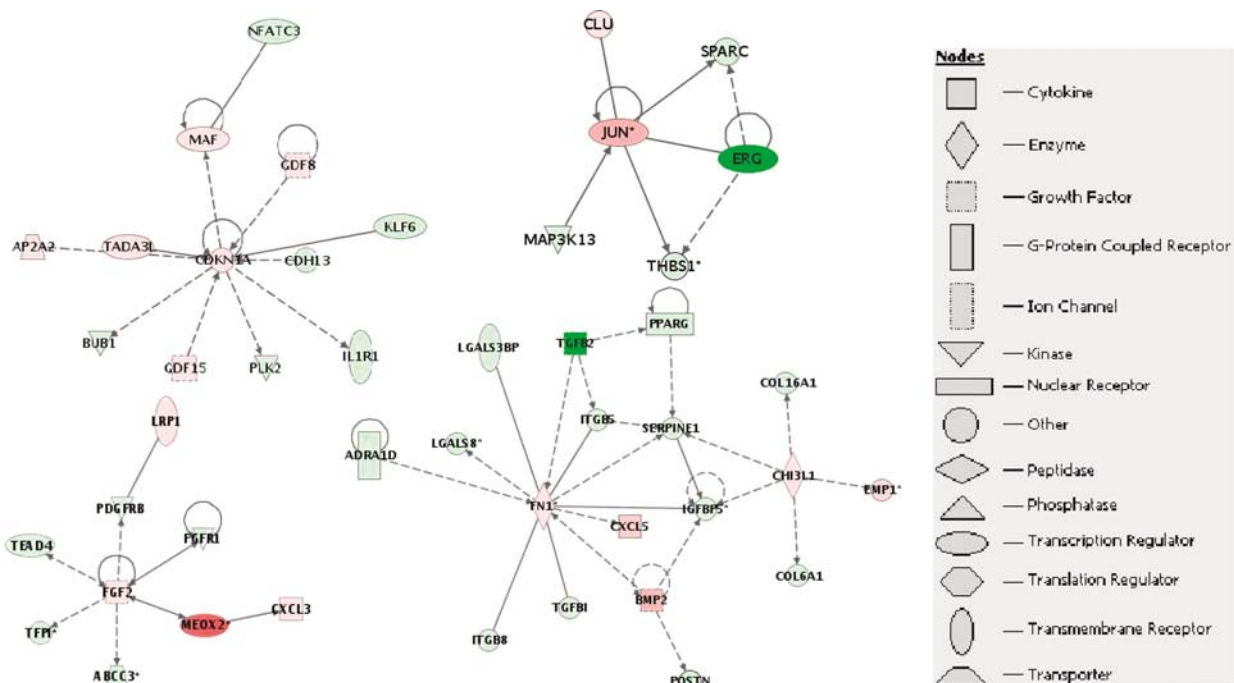 NFATC3
MAF
GDF8
AP2A2
TADA3L
KLF6
CDKN1A
CDH13
BUB1
GDF15
PLK2
IL1R1
CLU
SPARC
JUN*
ERG
MAP3K13
THBS1*
LRP1
PDGFRB
TEAD4
FGFR1
FGF2
CXCL3
MEOX2*
TFPI*
ABCC3*
PPARG
LGALS3BP
TGFB2
COL16A1
ITGB5
SERPINE1
ADRA1D
LGALS8*
CHI3L1
EMP1*
FN1*
IGFBP5*
CXCL5
COL6A1
TGFBI
BMP2
ITGB8
POSTN
Nodes
Cytokine
Enzyme
Growth Factor
G-Protein Coupled Receptor
Ion Channel
Kinase
Nuclear Receptor
Other
Peptidase
Phosphatase
Transcription Regulator
Translation Regulator
Transmembrane Receptor
Transporter